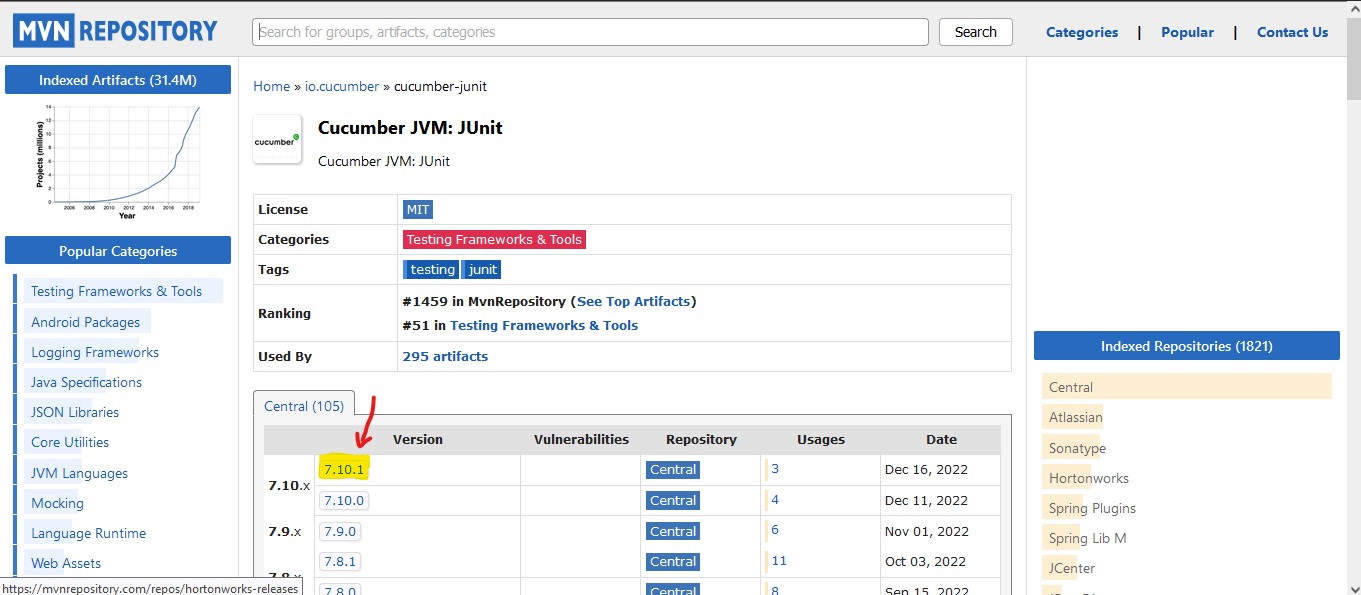 MVN REPOSITORY
Search for groups, artifacts, categories
Search
Categories | Popular | Contact Us
Indexed Artifacts (31.4M)
Projects (millions)
14
12
10
8
6
4
2
0
2006 2008 2010 2012 2014 2016 2018
Year
Popular Categories
Testing Frameworks & Tools
Android Packages
Logging Frameworks
Java Specifications
JSON Libraries
Core Utilities
JVM Languages
Mocking
Language Runtime
Web Assets
https://mvnrepository.com/repos/hortonworks-releases
Home » io.cucumber » cucumber-junit
cucumber
Cucumber JVM: JUnit
Cucumber JVM: JUnit
License MIT
Categories Testing Frameworks & Tools
Tags testing junit
Ranking
#1459 in MvnRepository (See Top Artifacts)
#51 in Testing Frameworks & Tools
Used By 295 artifacts
Central (105)
Version Vulnerabilities Repository Usages Date
7.10.x
7.10.1 Central 3 Dec 16, 2022
7.10.0 Central 4 Dec 11, 2022
7.9.x 7.9.0 Central 6 Nov 01, 2022
7.8.1 Central 11 Oct 03, 2022
7.8.x
7.8.0 Central 8 Sep 15, 2022
Indexed Repositories (1821)
Central
Atlassian
Sonatype
Hortonworks
Spring Plugins
Spring Lib M
JCenter